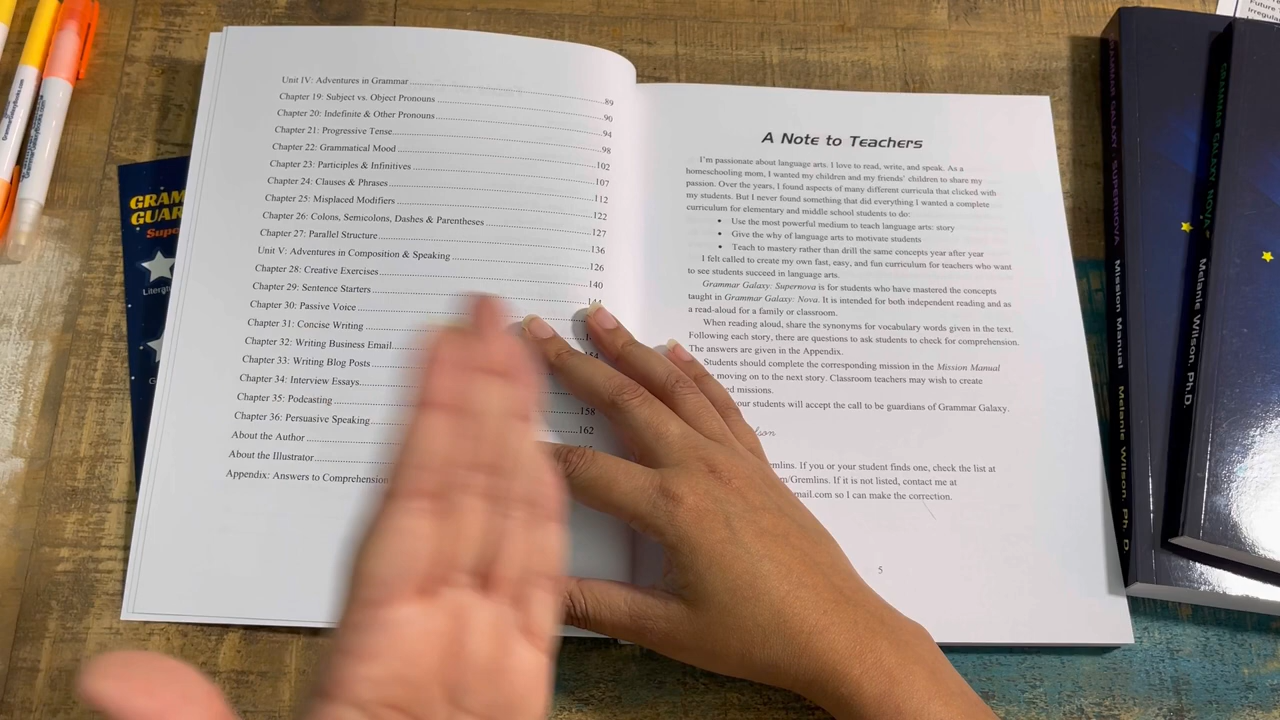 Unit IV: Adventures in Grammar 89
Chapter 19: Subject vs. Object Pronouns 90
Chapter 20: Indefinite & Other Pronouns 94
Chapter 21: Progressive Tense 98
Chapter 22: Grammatical Mood 102
Chapter 23: Participles & Infinitives 107
Chapter 24: Clauses & Phrases 112
Chapter 25: Misplaced Modifiers 122
Chapter 26: Colons, Semicolons, Dashes & Parentheses 127
Chapter 27: Parallel Structure 136
Unit V: Adventures in Composition & Speaking 126
Chapter 28: Creative Exercises 140
Chapter 29: Sentence Starters 144
Chapter 30: Passive Voice
Chapter 31: Concise Writing
Chapter 32: Writing Business Email 154
Chapter 33: Writing Blog Posts
Chapter 34: Interview Essays
Chapter 35: Podcasting 158
Chapter 36: Persuasive Speaking 162
About the Author
About the Illustrator
Appendix: Answers to Comprehension
A Note to Teachers
I'm passionate about language arts. I love to read, write, and speak. As a
homeschooling mom, I wanted my children and my friends' children to share my
passion. Over the years, I found aspects of many different curricula that clicked with
my students. But I never found something that did everything I wanted a complete
curriculum for elementary and middle school students to do:
• Use the most powerful medium to teach language arts: story
• Give the why of language arts to motivate students
• Teach to mastery rather than drill the same concepts year after year
I felt called to create my own fast, easy, and fun curriculum for teachers who want
to see students succeed in language arts.
Grammar Galaxy: Supernova is for students who have mastered the concepts
taught in Grammar Galaxy: Nova. It is intended for both independent reading and as
a read-aloud for a family or classroom.
When reading aloud, share the synonyms for vocabulary words given in the text.
Following each story, there are questions to ask students to check for comprehension.
The answers are given in the Appendix.
Students should complete the corresponding mission in the Mission Manual
moving on to the next story. Classroom teachers may wish to create
missions.
your students will accept the call to be guardians of Grammar Galaxy.
If you or your student finds one, check the list at
/Gremlins. If it is not listed, contact me at
so I can make the correction.
5
GRAMMAR GALAXY SUPERNOVA Mission Manual Melanie Wilson, Ph.D.
GRAMMAR GALAXY NOVA Melanie Wilson, Ph.D.